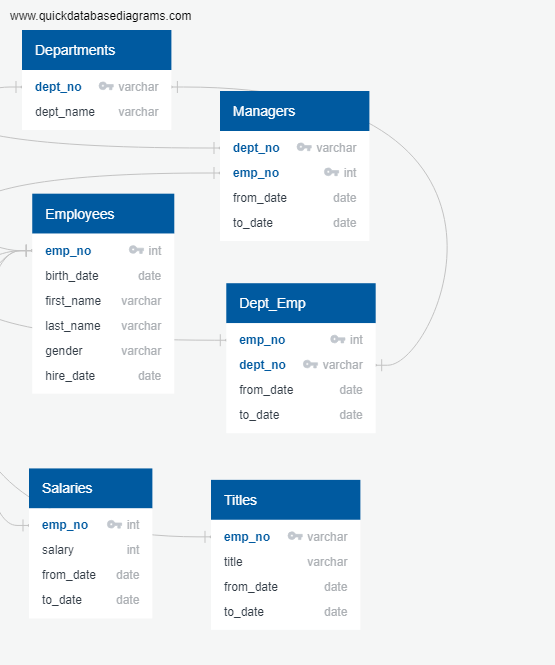 www.quickdatabasediagrams.com
Departments
dept_no varchar
dept_name varchar
Managers
dept_no varchar
emp_no int
from_date date
to_date date
Employees
emp_no int
birth_date date
first_name varchar
last_name varchar
gender varchar
hire_date date
Dept_Emp
emp_no int
dept_no varchar
from_date date
to_date date
Salaries
emp_no int
salary int
from_date date
to_date date
Titles
emp_no varchar
title varchar
from_date date
to_date date